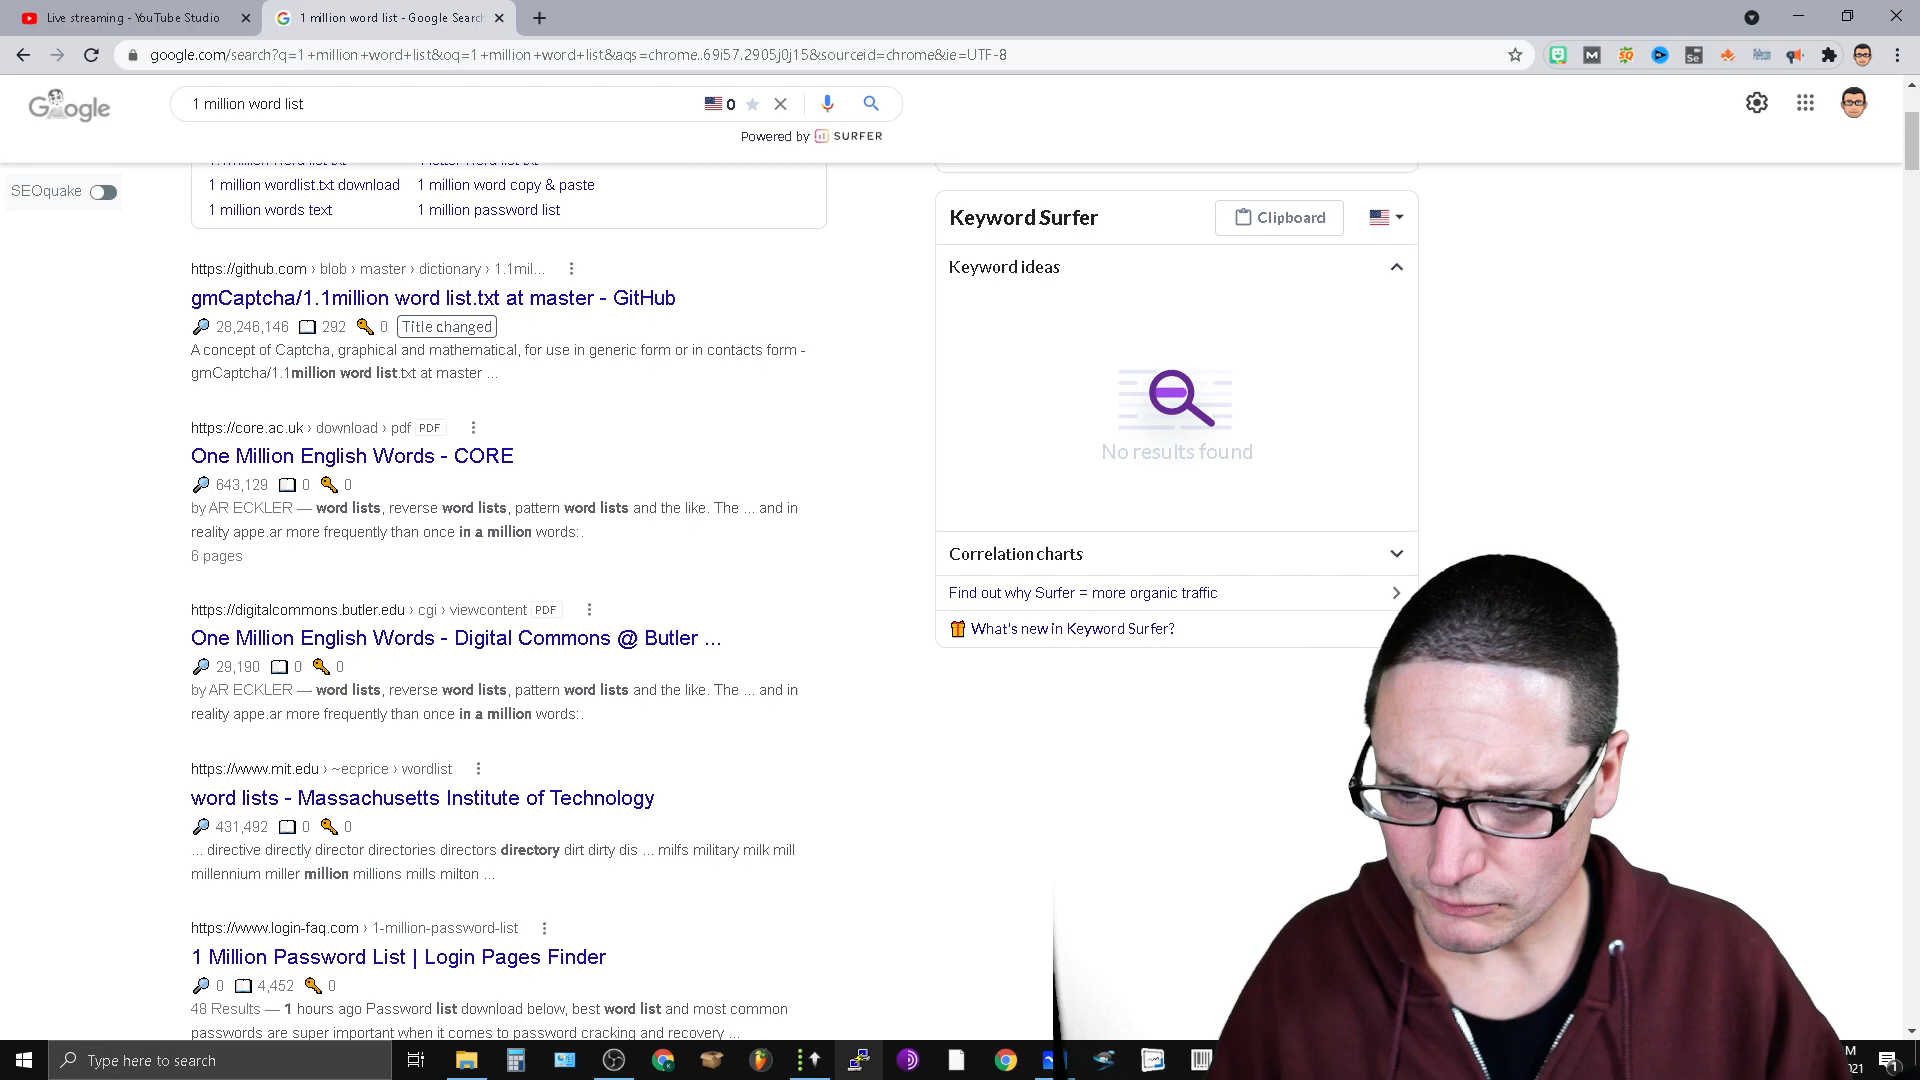 Live streaming - YouTube Studio
1 million word list - Google Search
google.com/search?q=1+million+word+list&oq=1+million+word+list&aqs=chrome..69i57.2905j0j15&sourceid=chrome&ie=UTF-8
Google
1 million word list
0
Powered by SURFER
SEOquake
1 million wordlist.txt download
1 million word copy & paste
1 million words text
1 million password list
https://github.com › blob › master › dictionary › 1.1mil...
gmCaptcha/1.1million word list.txt at master - GitHub
28,246,146 292 0 Title changed
A concept of Captcha, graphical and mathematical, for use in generic form or in contacts form -
gmCaptcha/1.1million word list.txt at master ...
https://core.ac.uk › download › pdf PDF
One Million English Words - CORE
643,129 0 0
by AR ECKLER — word lists, reverse word lists, pattern word lists and the like. The ... and in
reality appe.ar more frequently than once in a million words:.
6 pages
https://digitalcommons.butler.edu › cgi › viewcontent PDF
One Million English Words - Digital Commons @ Butler ...
29,190 0 0
by AR ECKLER — word lists, reverse word lists, pattern word lists and the like. The ... and in
reality appe.ar more frequently than once in a million words:.
https://www.mit.edu › ~ecprice › wordlist
word lists - Massachusetts Institute of Technology
431,492 0 0
... directive directly director directories directors directory dirt dirty dis ... milfs military milk mill
millennium miller million millions mills milton ...
https://www.login-faq.com › 1-million-password-list
1 Million Password List | Login Pages Finder
0 4,452 0
48 Results — 1 hours ago Password list download below, best word list and most common
passwords are super important when it comes to password cracking and recovery ...
Keyword Surfer
Clipboard
Keyword ideas
No results found
Correlation charts
Find out why Surfer = more organic traffic
What's new in Keyword Surfer?
Type here to search
M
021
1